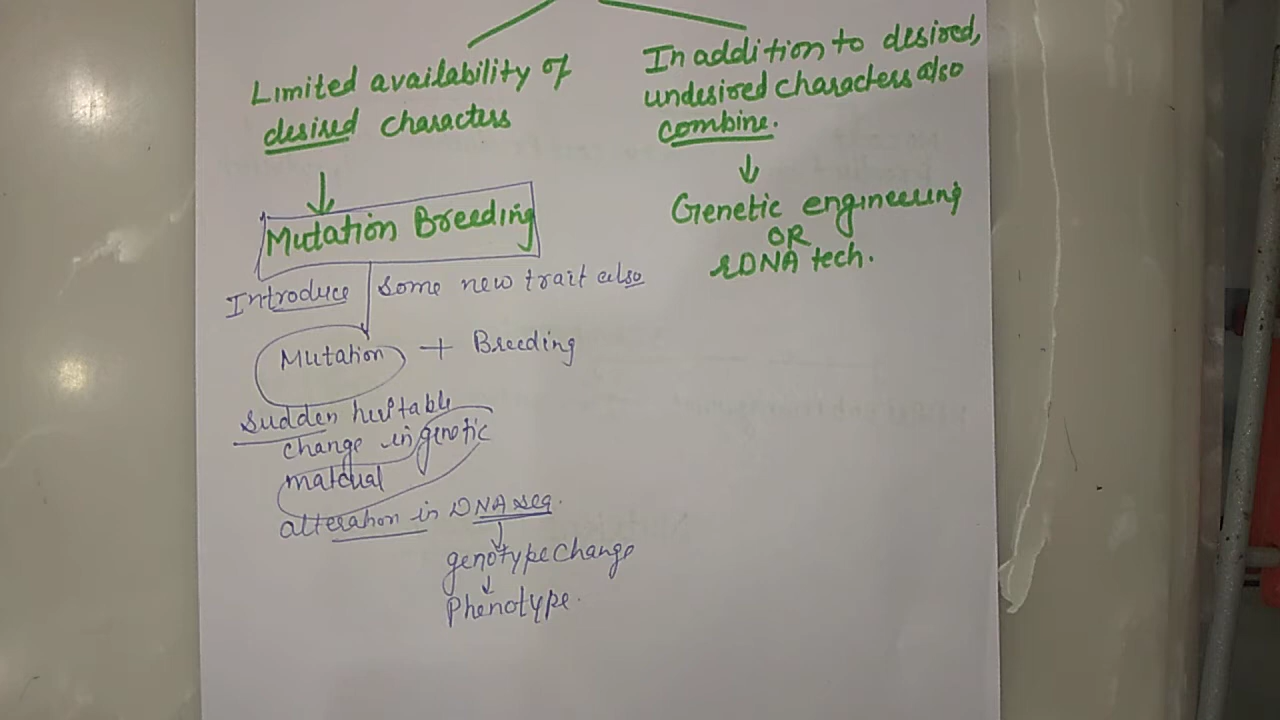 Limited availability of
desired characters
In addition to desired,
undesired characters also
combine.
↓
Mutation Breeding
↓
Genetic engineering
OR
rDNA tech.
Introduce some new trait also
Mutation + Breeding
sudden heritable
change in genetic
material
alteration in DNA seq.
genotype change
↓
Phenotype.